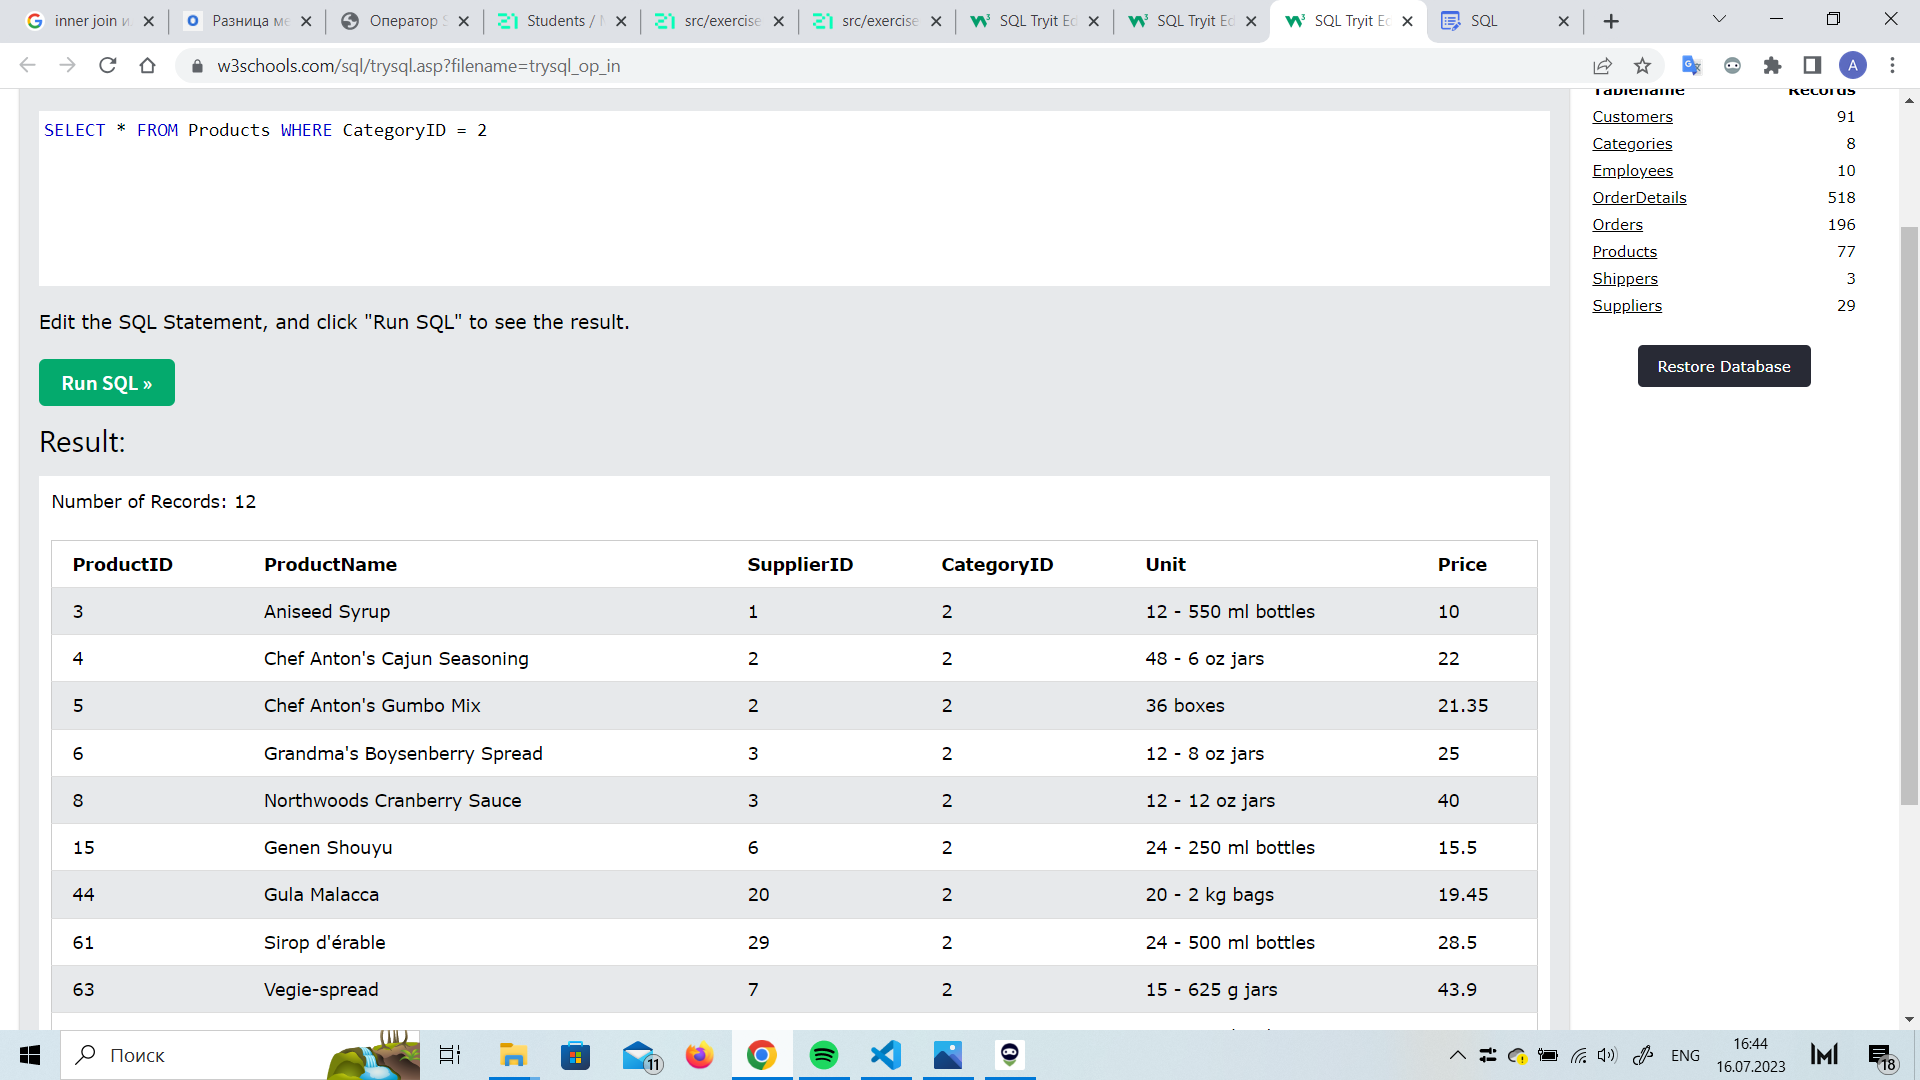 inner join и
Разница ме
Оператор S
Students / M
src/exercise
src/exercise
SQL Tryit Ed
SQL Tryit Ed
SQL Tryit Ed
SQL
w3schools.com/sql/trysql.asp?filename=trysql_op_in
A
SELECT * FROM Products WHERE CategoryID = 2
Edit the SQL Statement, and click "Run SQL" to see the result.
Run SQL »
Result:
Number of Records: 12
ProductID ProductName SupplierID CategoryID Unit Price
3 Aniseed Syrup 1 2 12 - 550 ml bottles 10
4 Chef Anton's Cajun Seasoning 2 2 48 - 6 oz jars 22
5 Chef Anton's Gumbo Mix 2 2 36 boxes 21.35
6 Grandma's Boysenberry Spread 3 2 12 - 8 oz jars 25
8 Northwoods Cranberry Sauce 3 2 12 - 12 oz jars 40
15 Genen Shouyu 6 2 24 - 250 ml bottles 15.5
44 Gula Malacca 20 2 20 - 2 kg bags 19.45
61 Sirop d'érable 29 2 24 - 500 ml bottles 28.5
63 Vegie-spread 7 2 15 - 625 g jars 43.9
Tablename Records
Customers 91
Categories 8
Employees 10
OrderDetails 518
Orders 196
Products 77
Shippers 3
Suppliers 29
Restore Database
Поиск
11
ENG
16:44
16.07.2023
18